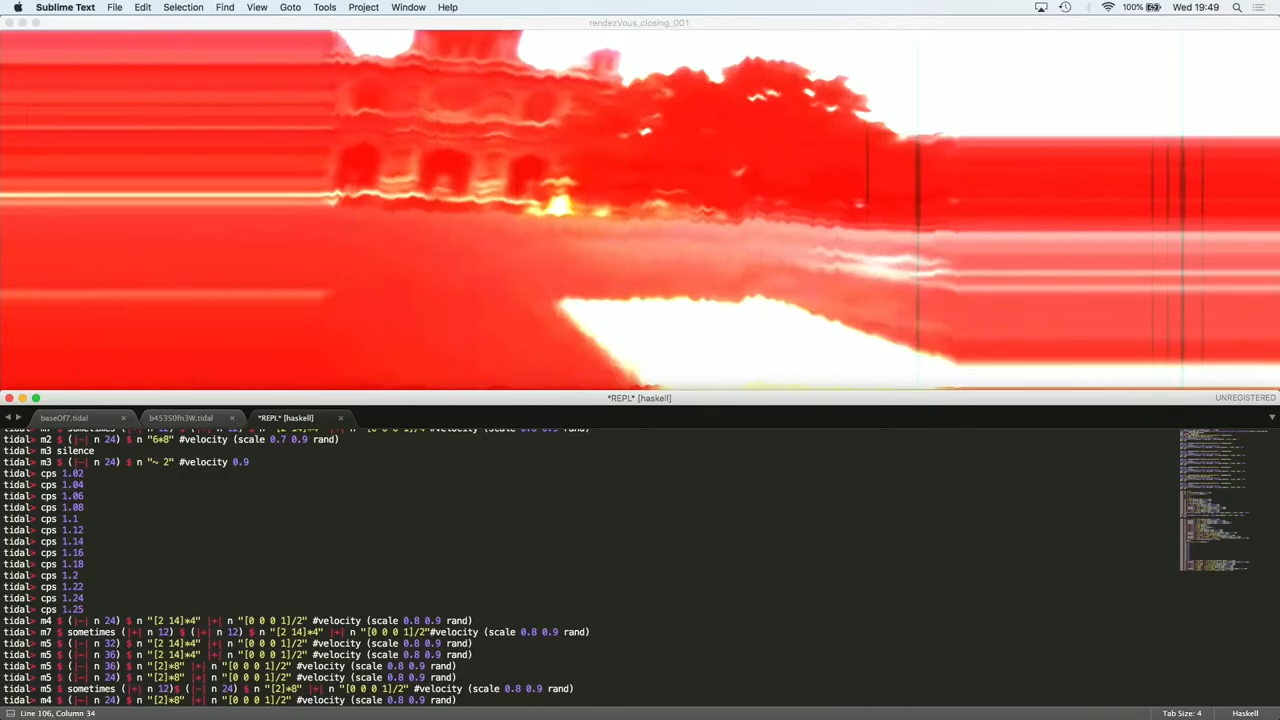 Sublime Text File Edit Selection Find View Goto Tools Project Window Help 100% Wed 19:49
rendezVous_closing_001
*REPL* [haskell] UNREGISTERED
baseOf7.tidal × b45350fn3W.tidal × *REPL* [haskell] ×
tidal> m2 $ (|-| n 24) $ n "6*8" #velocity (scale 0.7 0.9 rand)
tidal> m3 silence
tidal> m3 $ (|-| n 24) $ n "~ 2" #velocity 0.9
tidal> cps 1.02
tidal> cps 1.04
tidal> cps 1.06
tidal> cps 1.08
tidal> cps 1.1
tidal> cps 1.12
tidal> cps 1.14
tidal> cps 1.16
tidal> cps 1.18
tidal> cps 1.2
tidal> cps 1.22
tidal> cps 1.24
tidal> cps 1.25
tidal> m4 $ (|-| n 24) $ n "[2 14]*4" |+| n "[0 0 0 1]/2" #velocity (scale 0.8 0.9 rand)
tidal> m7 $ sometimes (|+| n 12) $ (|+| n 12) $ n "[2 14]*4" |+| n "[0 0 0 1]/2"#velocity (scale 0.8 0.9 rand)
tidal> m5 $ (|-| n 32) $ n "[2 14]*4" |+| n "[0 0 0 1]/2" #velocity (scale 0.8 0.9 rand)
tidal> m5 $ (|-| n 36) $ n "[2 14]*4" |+| n "[0 0 0 1]/2" #velocity (scale 0.8 0.9 rand)
tidal> m5 $ (|-| n 36) $ n "[2]*8" |+| n "[0 0 0 1]/2" #velocity (scale 0.8 0.9 rand)
tidal> m5 $ (|-| n 24) $ n "[2]*8" |+| n "[0 0 0 1]/2" #velocity (scale 0.8 0.9 rand)
tidal> m5 $ sometimes (|+| n 12)$ (|-| n 24) $ n "[2]*8" |+| n "[0 0 0 1]/2" #velocity (scale 0.8 0.9 rand)
tidal> m4 $ (|-| n 24) $ n "[2]*8" |+| n "[0 0 0 1]/2" #velocity (scale 0.8 0.9 rand)
Line 106, Column 34 Tab Size: 4 Haskell